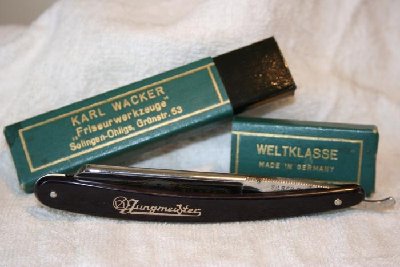 KARL WACKER
"Friseurwerkzeuge"
Solingen-Ohligs, Grünstr. 53
WELTKLASSE
MADE IN GERMANY
Jungmeister